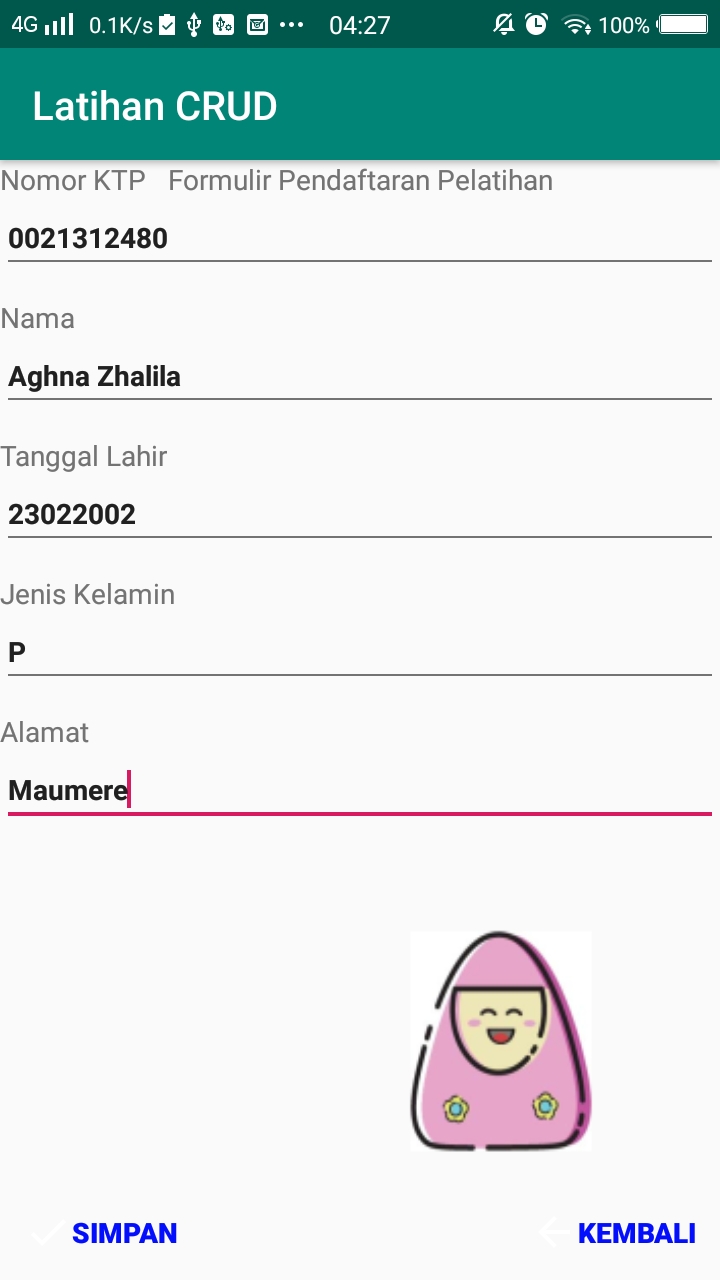 4G 0.1K/s 04:27 100%
Latihan CRUD
Nomor KTP Formulir Pendaftaran Pelatihan
0021312480
Nama
Aghna Zhalila
Tanggal Lahir
23022002
Jenis Kelamin
P
Alamat
Maumere
SIMPAN KEMBALI